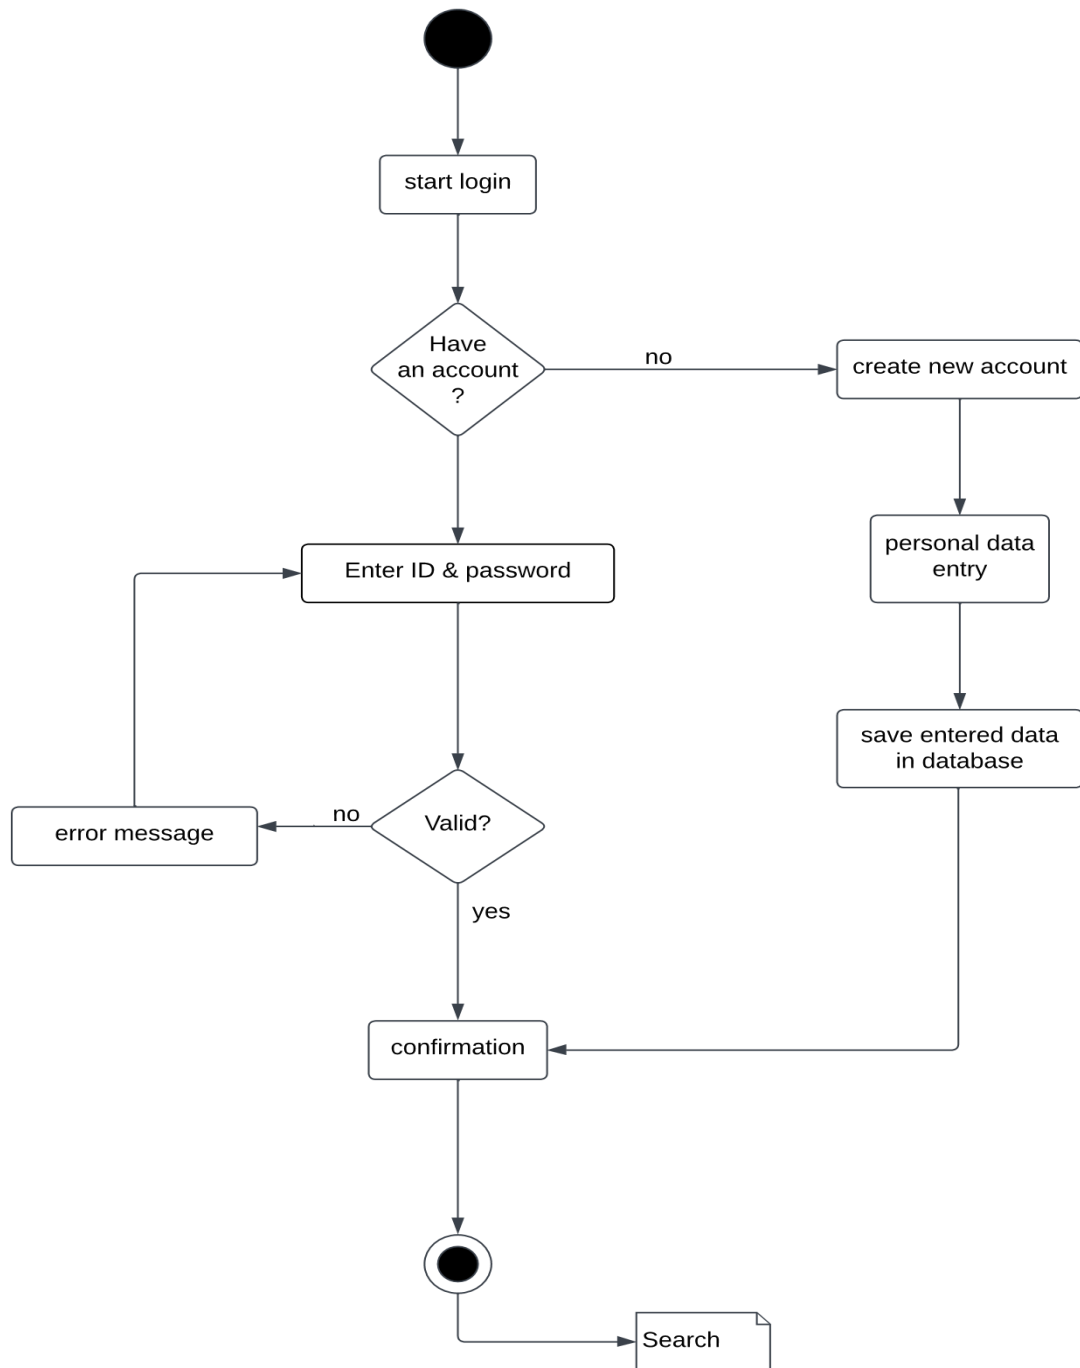 start login
Have
an account
?
no
create new account
Enter ID & password
personal data
entry
save entered data
in database
error message
no
Valid?
yes
confirmation
Search